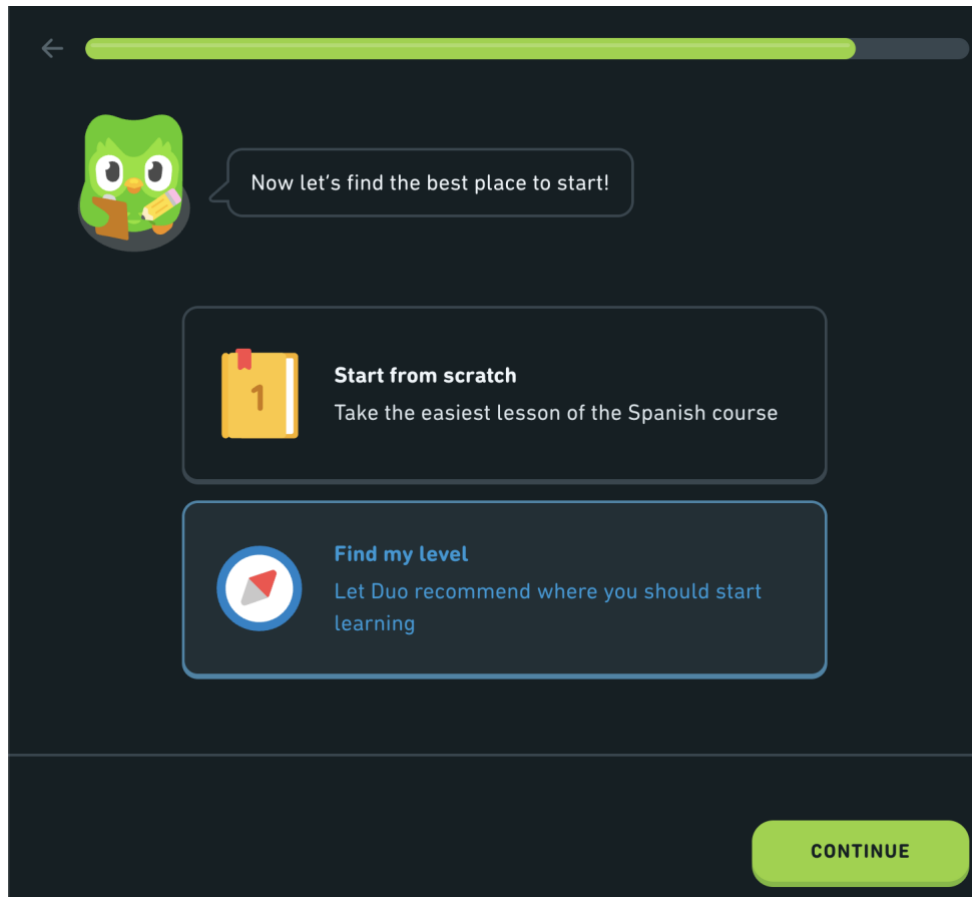 Now let's find the best place to start!
1
Start from scratch
Take the easiest lesson of the Spanish course
Find my level
Let Duo recommend where you should start
learning
CONTINUE